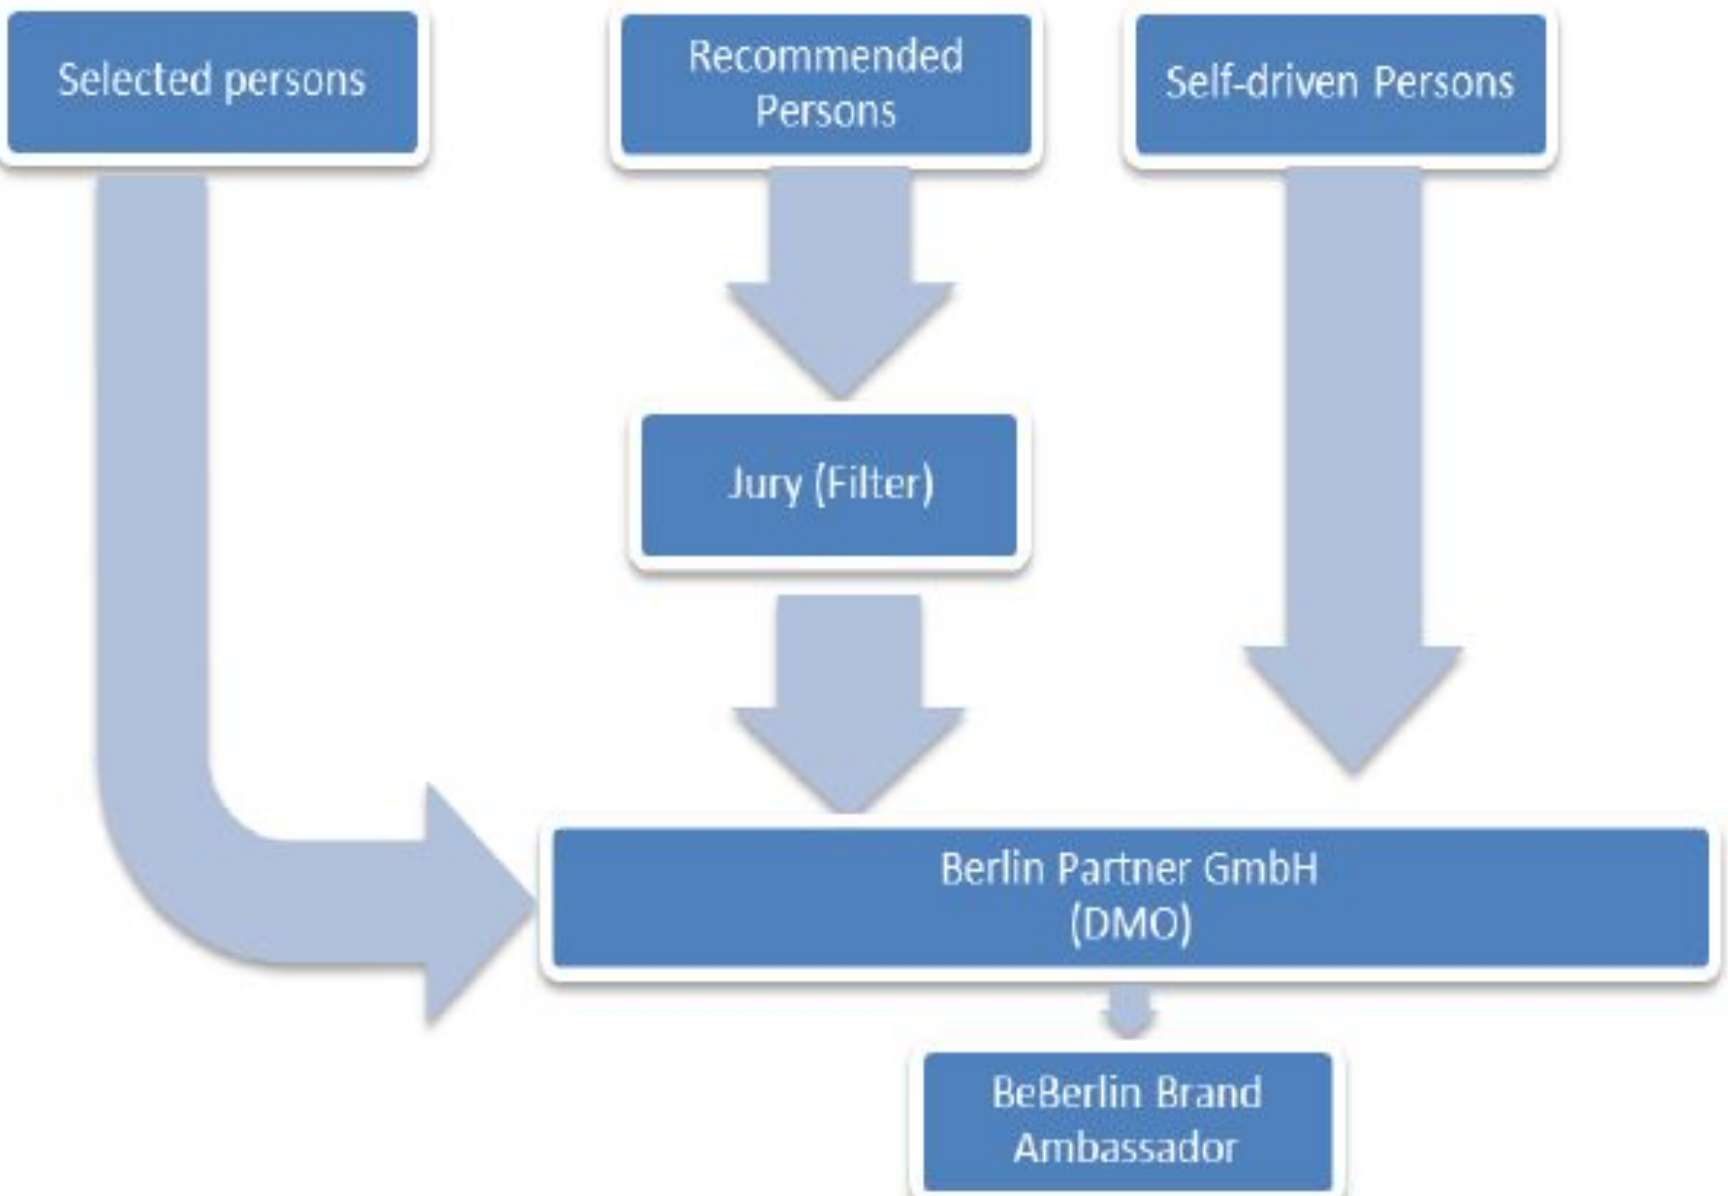 Selected persons
Recommended
Persons
Self-driven Persons
Jury (Filter)
Berlin Partner GmbH
(DMO)
BeBerlin Brand
Ambassador